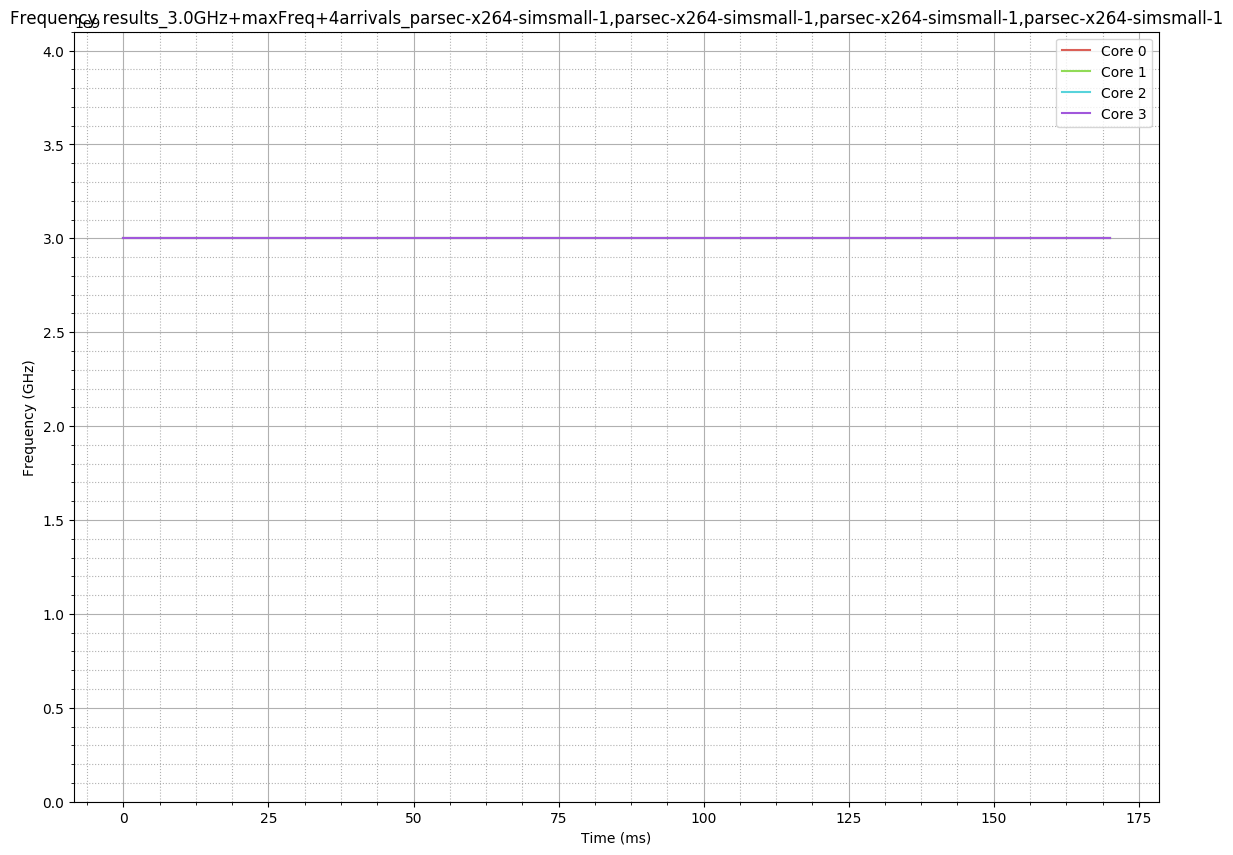 Frequency results_3.0GHz+maxFreq+4arrivals_parsec-x264-simsmall-1,parsec-x264-simsmall-1,parsec-x264-simsmall-1,parsec-x264-simsmall-1
1e9
Core 0
Core 1
Core 2
Core 3
4.0
3.5
3.0
2.5
2.0
1.5
1.0
0.5
0.0
Frequency (GHz)
0 25 50 75 100 125 150 175
Time (ms)